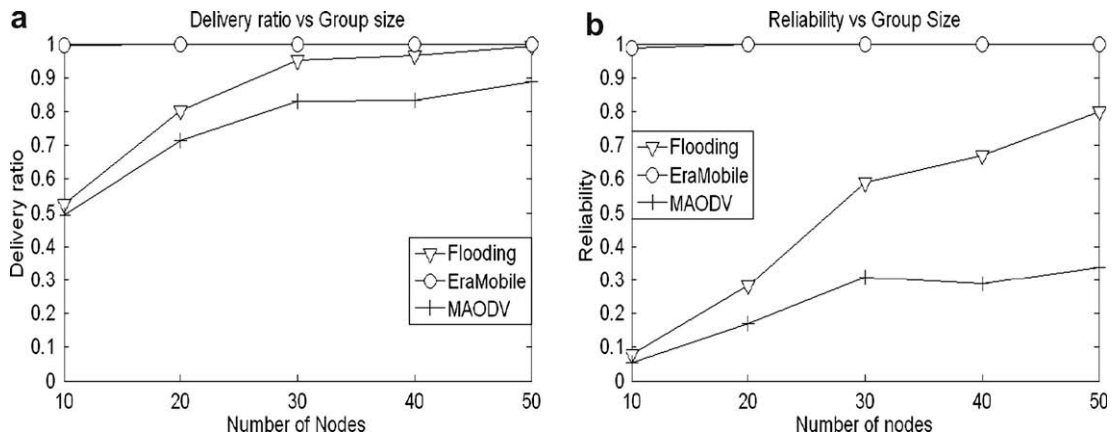 a
Delivery ratio vs Group size
1
0.9
0.8
0.7
0.6
0.5
0.4
0.3
0.2
0.1
0
Delivery ratio
Flooding
EraMobile
MAODV
10 20 30 40 50
Number of Nodes
b
Reliability vs Group Size
1
0.9
0.8
0.7
0.6
0.5
0.4
0.3
0.2
0.1
0
Reliability
Flooding
EraMobile
MAODV
10 20 30 40 50
Number of nodes